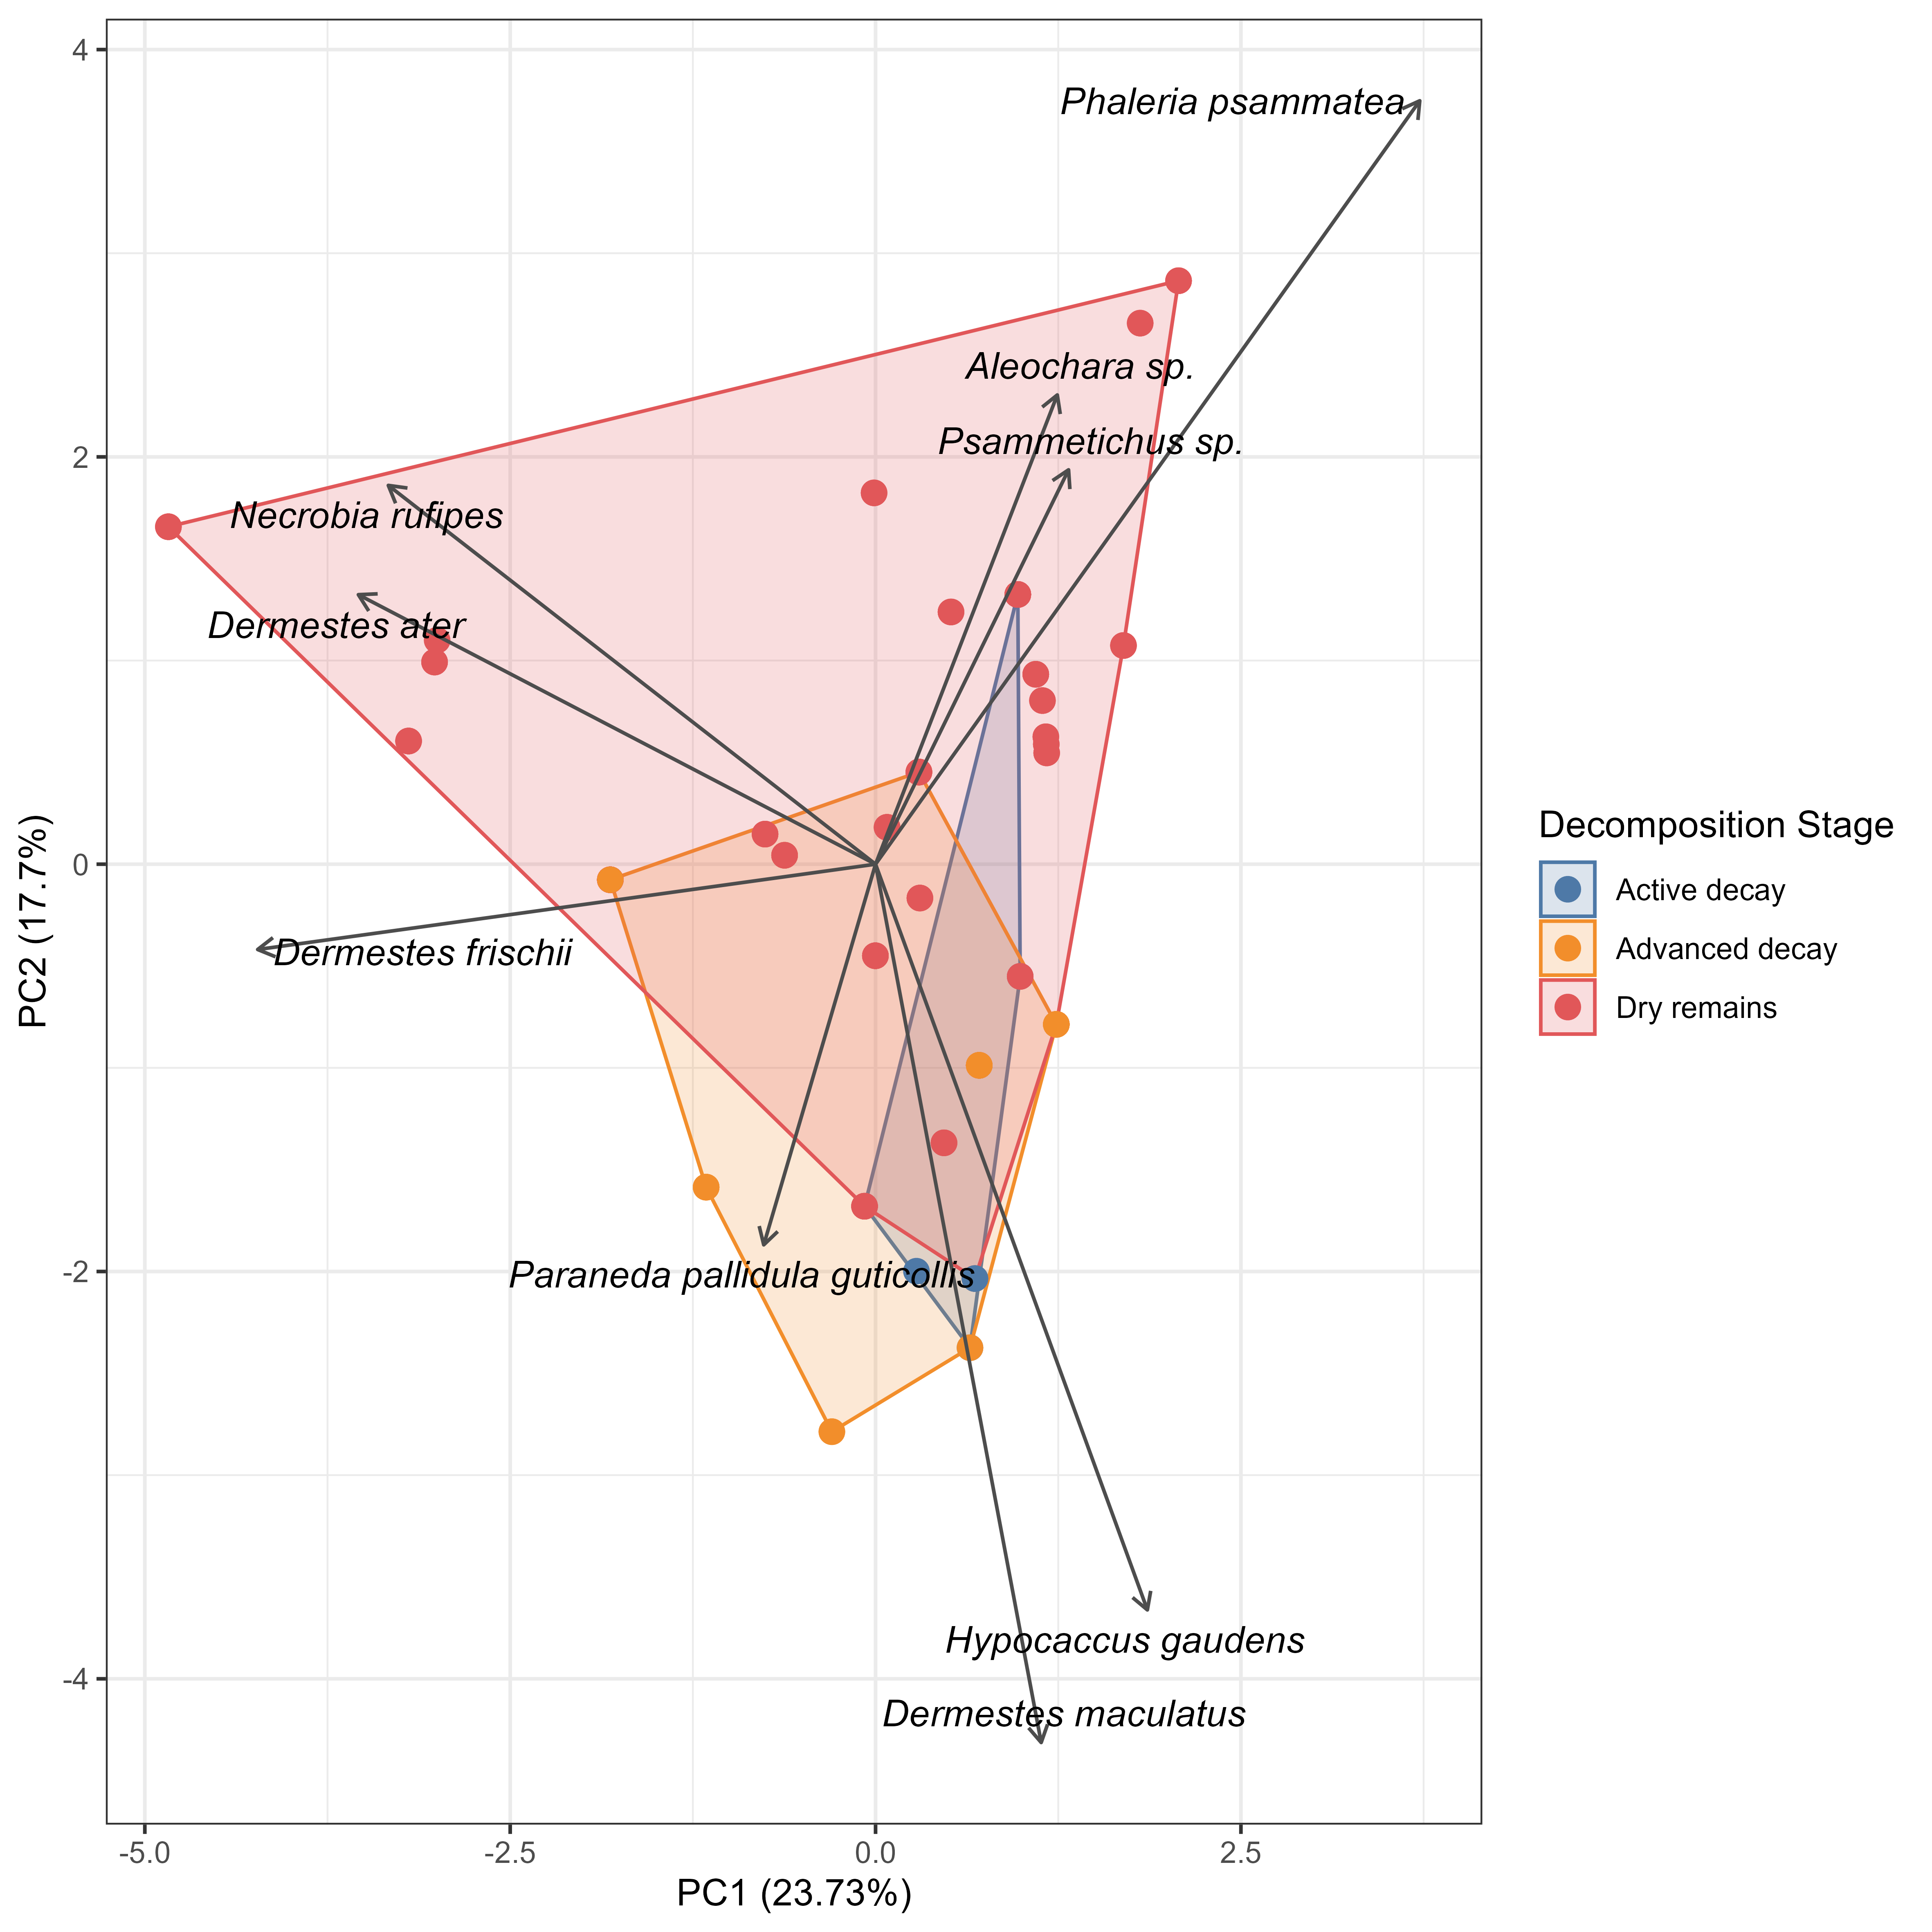 4
Phaleria psammatea
Aleochara sp.
Psammetichus sp.
2
Necrobia rufipes
Dermestes ater
Decomposition Stage
PC2 (17.7%)
0
Active decay
Advanced decay
Dermestes frischii
Dry remains
-2
Paraneda pallidula guticollis
Hypocaccus gaudens
-4
Dermestes maculatus
-5.0 -2.5 0.0 2.5
PC1 (23.73%)